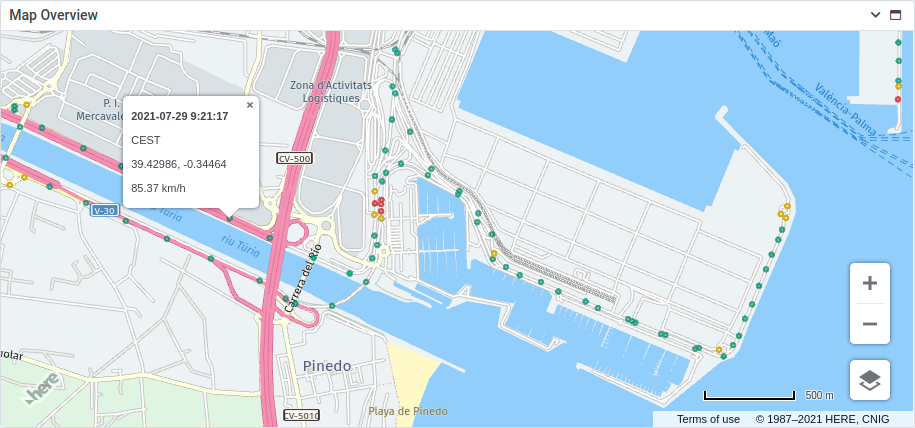 Map Overview
Maó
València-Palma
Zona d'Activitats
Logístiques
P. I.
Mercavale
×
2021-07-29 9:21:17
CEST
39.42986, -0.34464
85.37 km/h
CV-500
V-30
Túria
riu Túria
Carrera del Riu
Pinedo
olar
here
CV-5010
Playa de Pinedo
+
−
500 m
Terms of use
© 1987–2021 HERE, CNIG